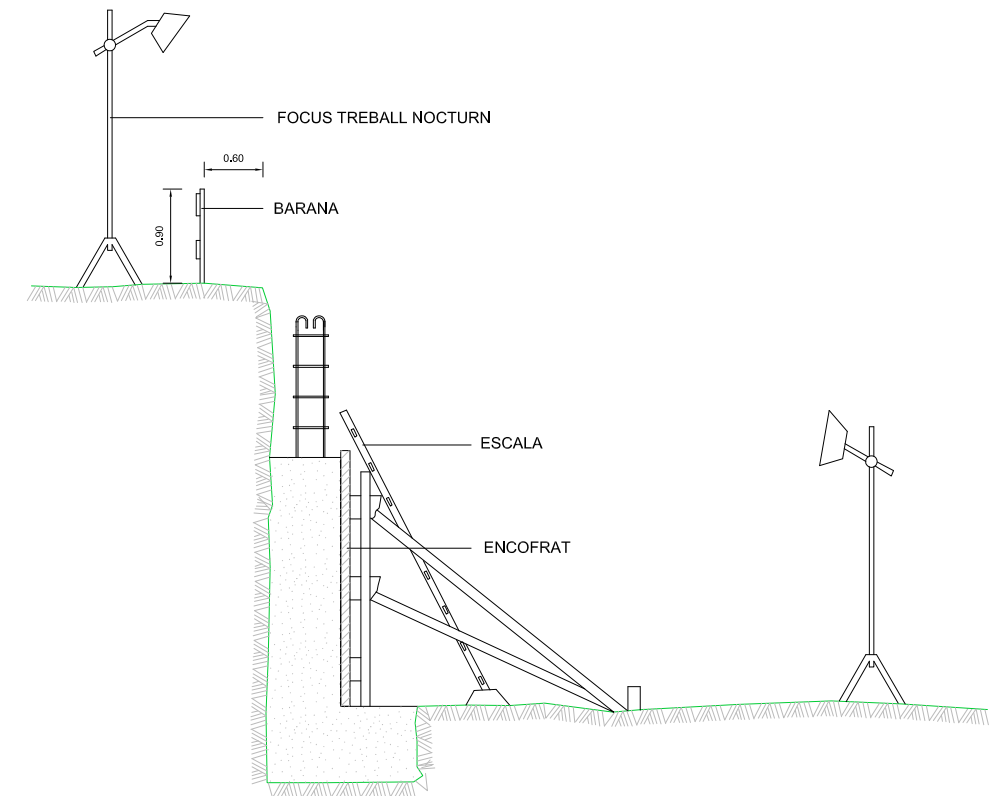 FOCUS TREBALL NOCTURN
0.60
BARANA
0.90
ESCALA
ENCOFRAT